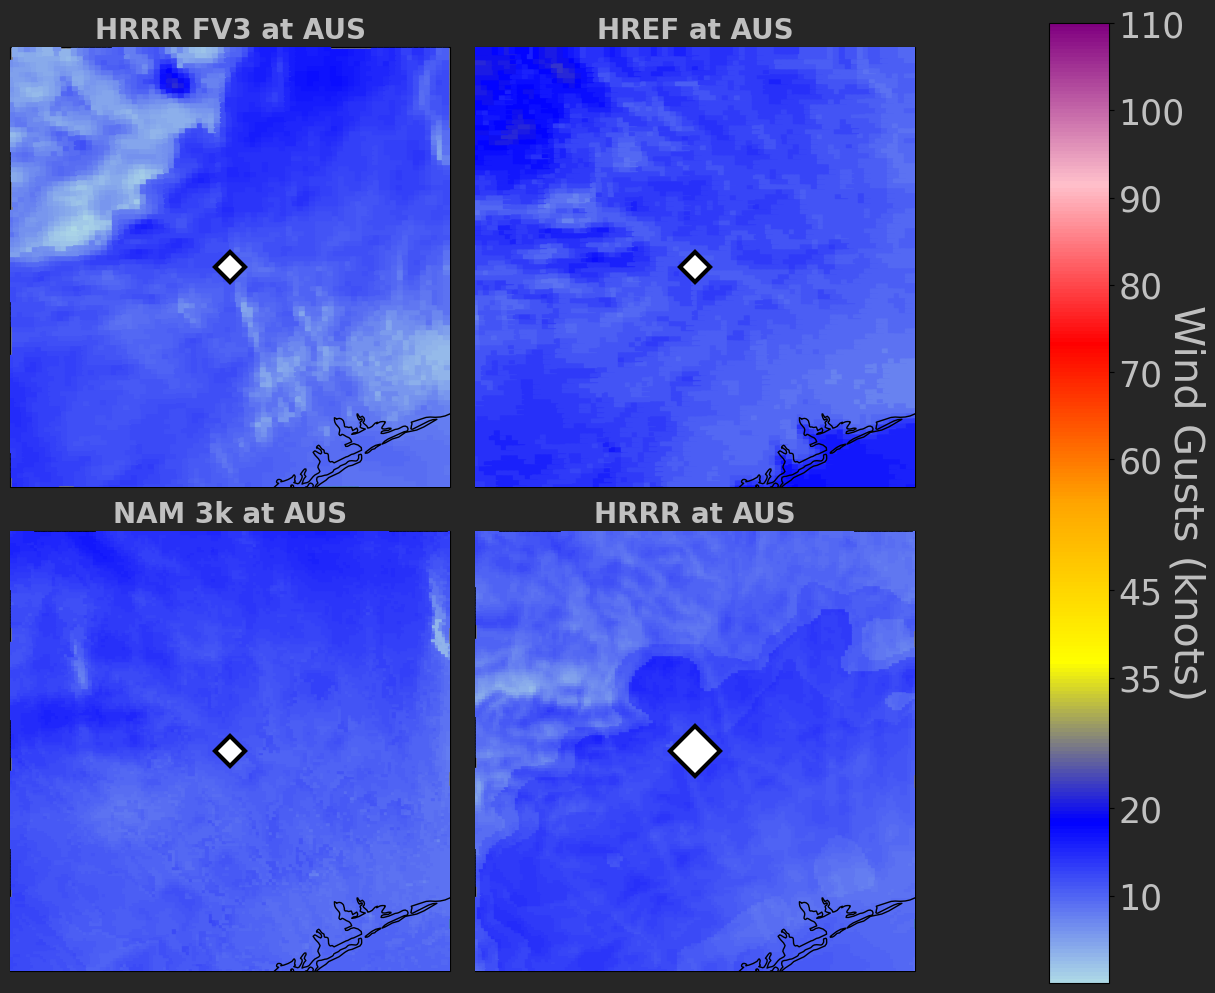 HRRR FV3 at AUS
HREF at AUS
NAM 3k at AUS
HRRR at AUS
110
100
90
80
70
60
45
35
20
10
Wind Gusts (knots)